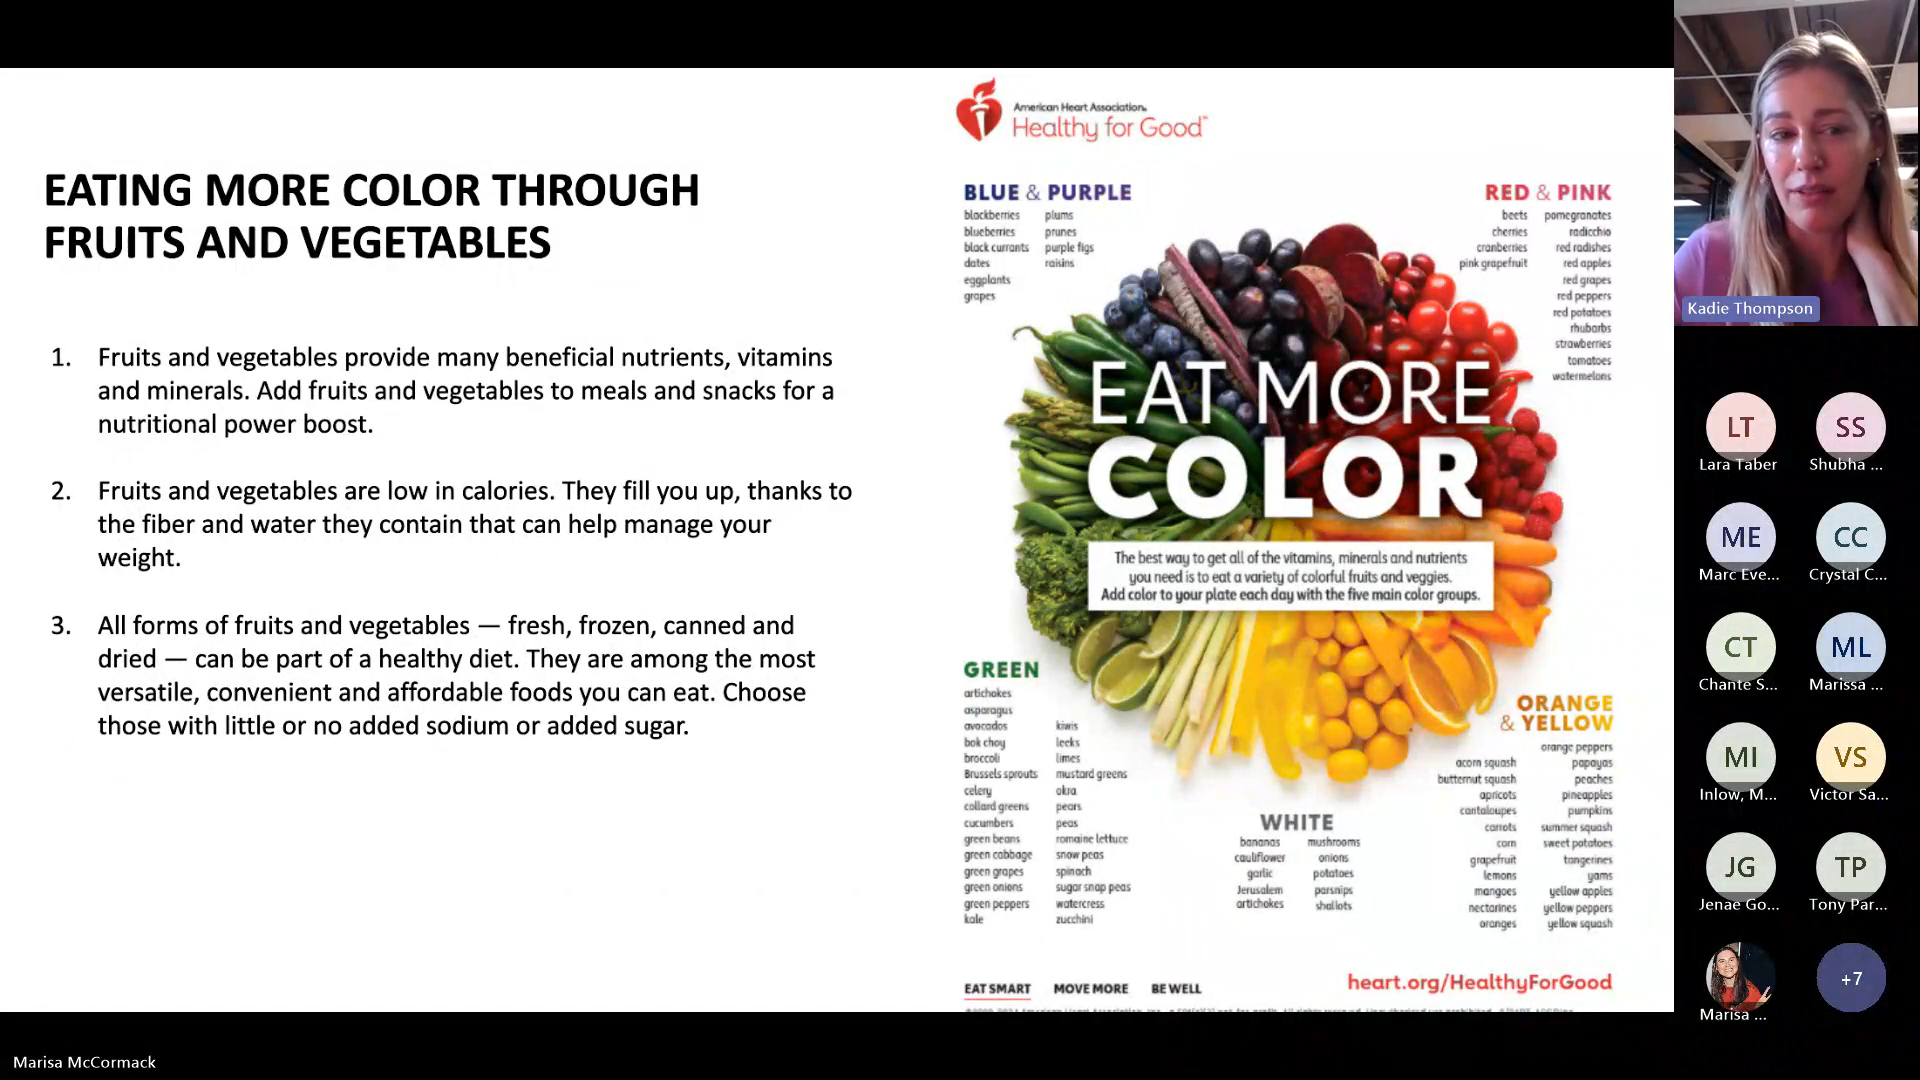 EATING MORE COLOR THROUGH
FRUITS AND VEGETABLES
1. Fruits and vegetables provide many beneficial nutrients, vitamins
and minerals. Add fruits and vegetables to meals and snacks for a
nutritional power boost.
2. Fruits and vegetables are low in calories. They fill you up, thanks to
the fiber and water they contain that can help manage your
weight.
3. All forms of fruits and vegetables — fresh, frozen, canned and
dried — can be part of a healthy diet. They are among the most
versatile, convenient and affordable foods you can eat. Choose
those with little or no added sodium or added sugar.
American Heart Association.
Healthy for Good™
BLUE & PURPLE
blackberries
blueberries
black currants
dates
eggplants
grapes
plums
prunes
purple figs
raisins
RED & PINK
beets
cherries
cranberries
pink grapefruit
pomegranates
radicchio
red radishes
red apples
red grapes
red peppers
red potatoes
rhubarbs
strawberries
tomatoes
watermelons
EAT MORE
COLOR
The best way to get all of the vitamins, minerals and nutrients
you need is to eat a variety of colorful fruits and veggies.
Add color to your plate each day with the five main color groups.
GREEN
artichokes
asparagus
avocados
bok choy
broccoli
Brussels sprouts
celery
collard greens
cucumbers
green beans
green cabbage
green grapes
green onions
green peppers
kale
kiwis
leeks
limes
mustard greens
okra
pears
peas
romaine lettuce
snow peas
spinach
sugar snap peas
watercress
zucchini
WHITE
bananas
cauliflower
garlic
Jerusalem
artichokes
mushrooms
onions
potatoes
parsnips
shallots
ORANGE
& YELLOW
acorn squash
butternut squash
apricots
cantaloupes
carrots
corn
grapefruit
lemons
mangoes
nectarines
oranges
orange peppers
papayas
peaches
pineapples
pumpkins
summer squash
sweet potatoes
tangerines
yams
yellow apples
yellow peppers
yellow squash
EAT SMART MOVE MORE BE WELL
heart.org/HealthyForGood
Kadie Thompson
LT
Lara Taber
SS
Shubha ...
ME
Marc Eve...
CC
Crystal C...
CT
Chante S...
ML
Marissa ...
MI
Inlow, M...
VS
Victor Sa...
JG
Jenae Go...
TP
Tony Par...
Marisa ...
+7
Marisa McCormack